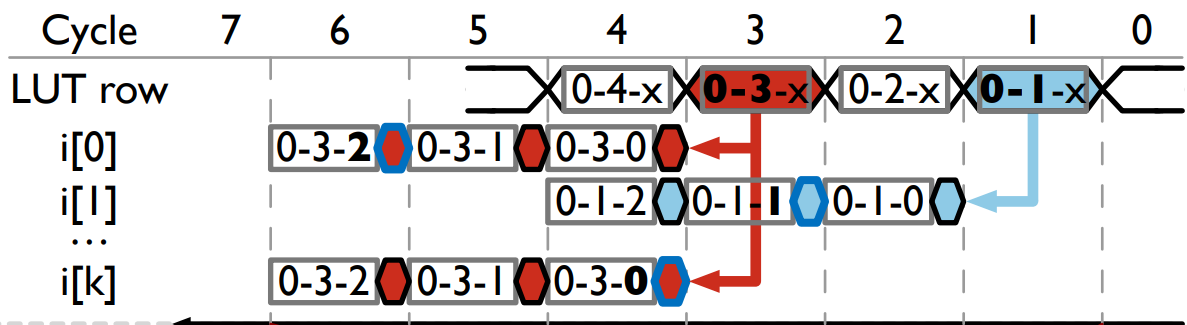 Cycle 7 6 5 4 3 2 1 0
LUT row 0-4-x 0-3-x 0-2-x 0-1-x
i[0] 0-3-2 0-3-1 0-3-0
i[1] 0-1-2 0-1-1 0-1-0
...
i[k] 0-3-2 0-3-1 0-3-0